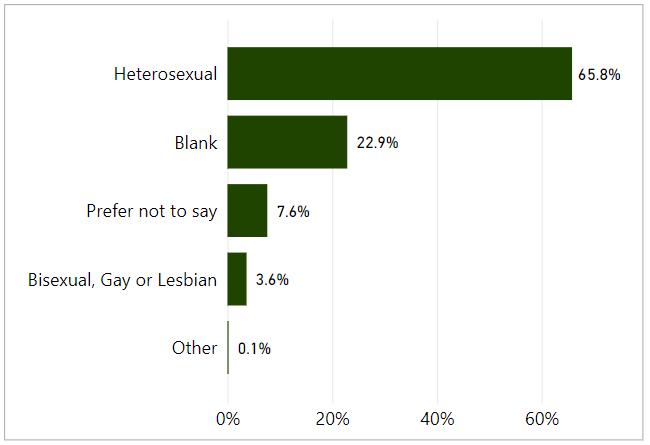 Heterosexual 65.8%
Blank 22.9%
Prefer not to say 7.6%
Bisexual, Gay or Lesbian 3.6%
Other 0.1%
0% 20% 40% 60%